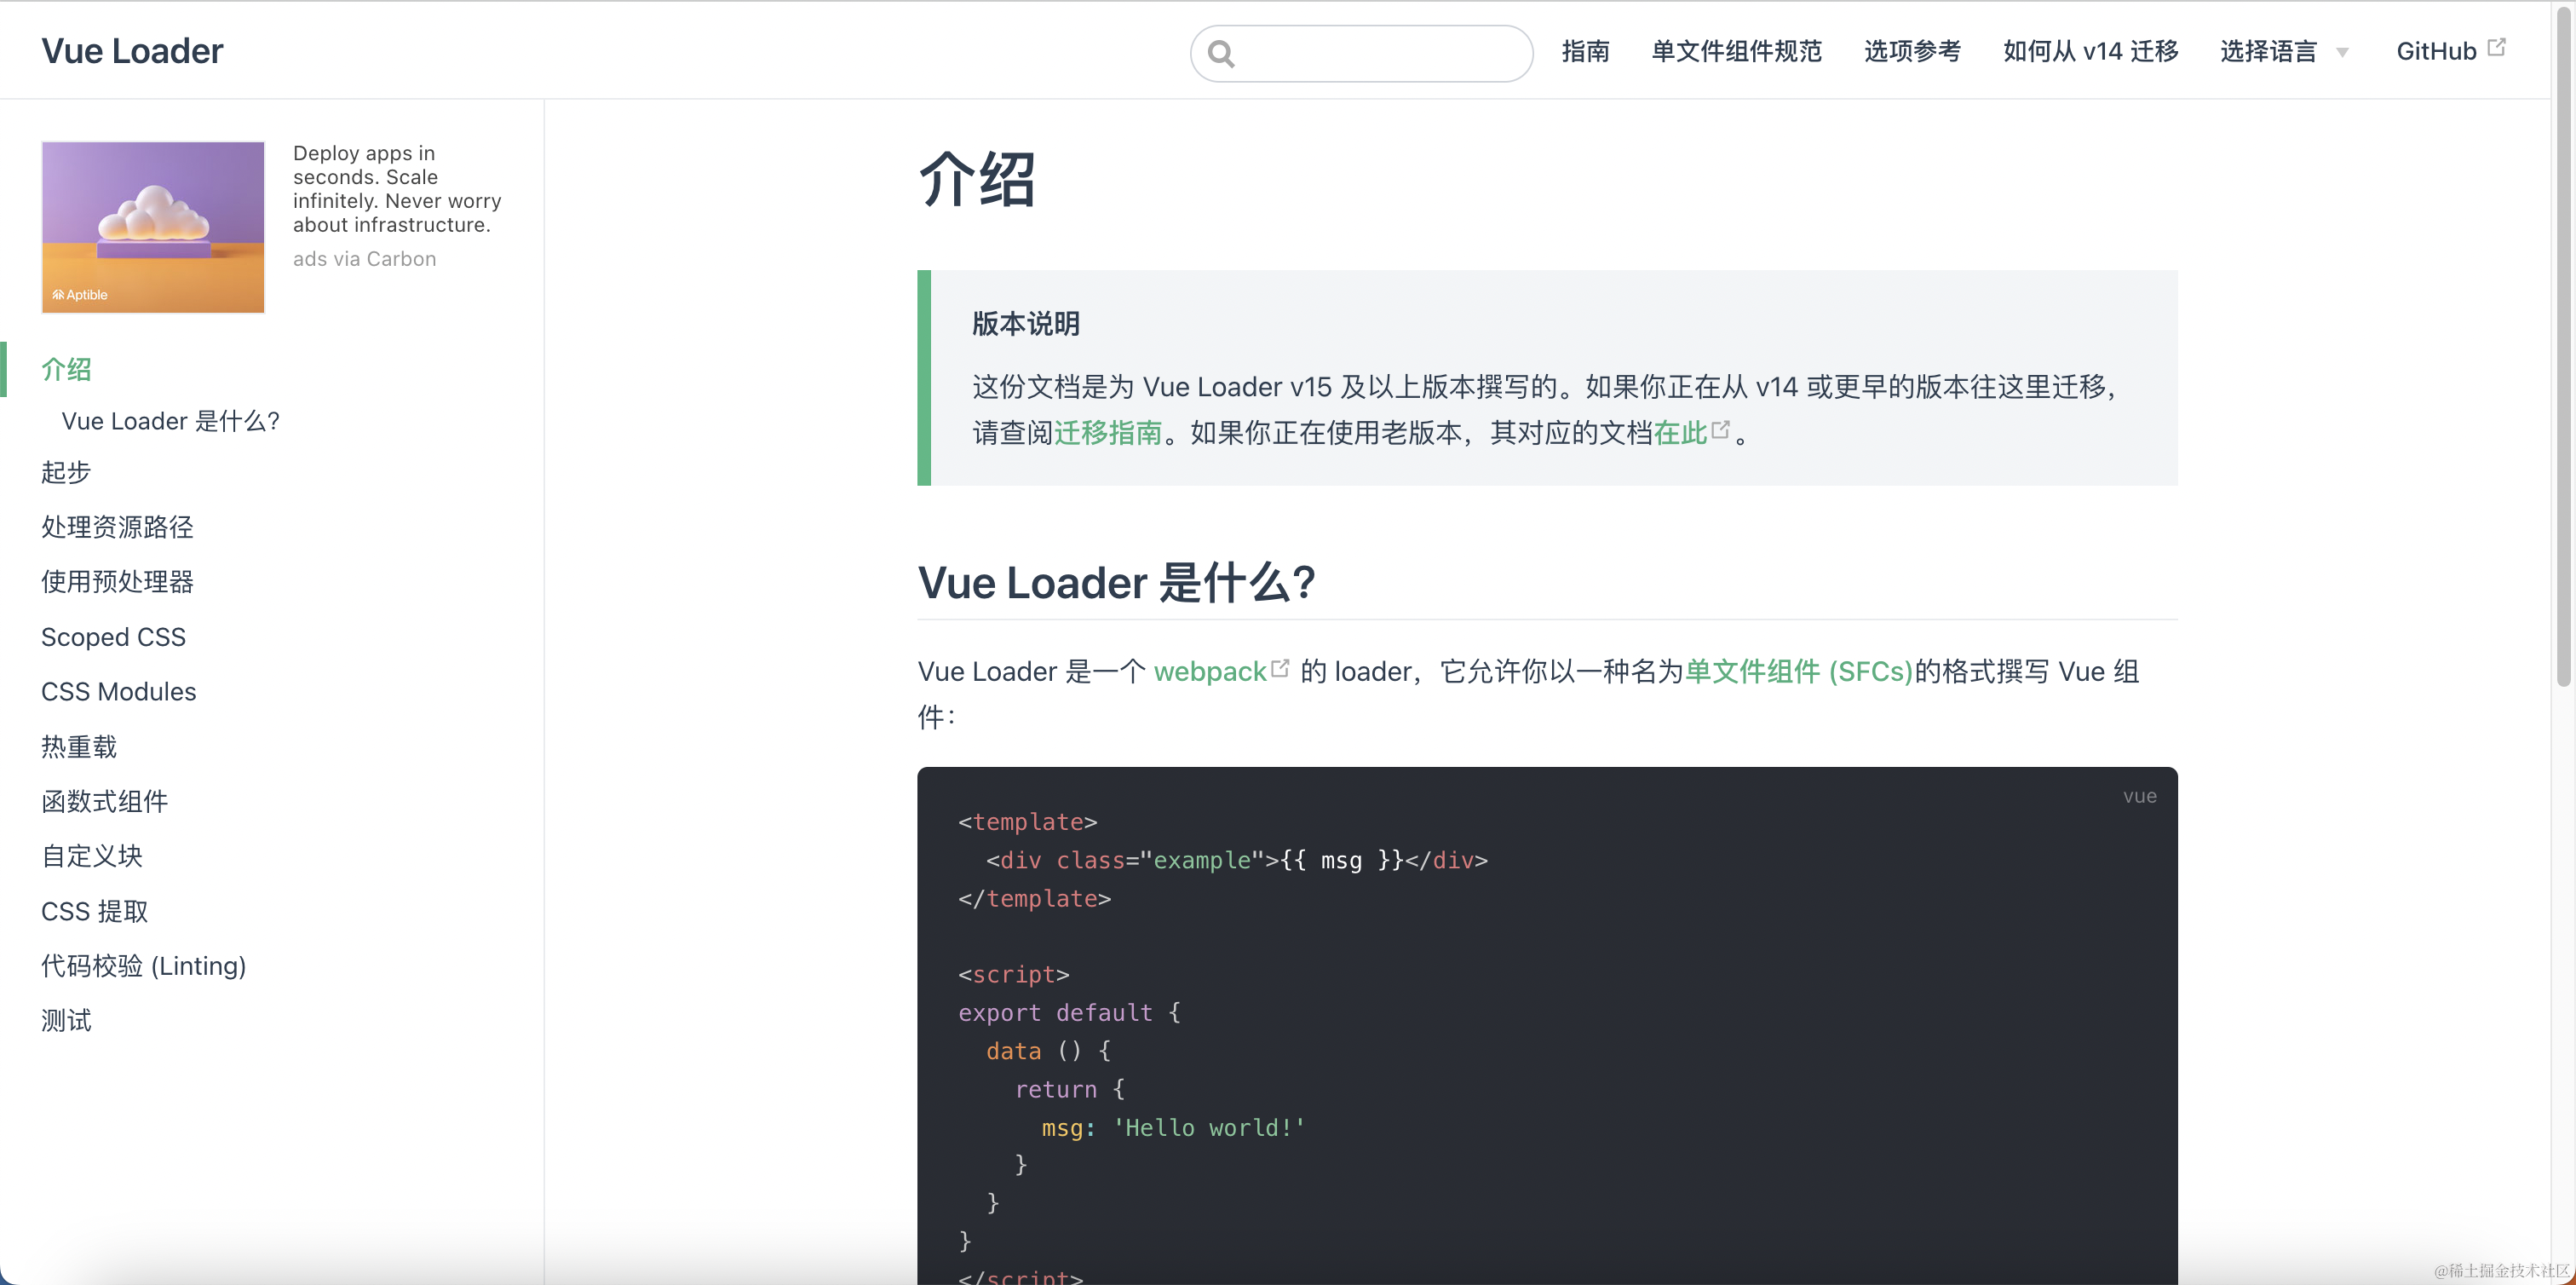 Vue Loader
指南
单文件组件规范
选项参考
如何从 v14 迁移
选择语言
GitHub
Deploy apps in
seconds. Scale
infinitely. Never worry
about infrastructure.
ads via Carbon
Aptible
介绍
Vue Loader 是什么?
起步
处理资源路径
使用预处理器
Scoped CSS
CSS Modules
热重载
函数式组件
自定义块
CSS 提取
代码校验 (Linting)
测试
介绍
版本说明
这份文档是为 Vue Loader v15 及以上版本撰写的。如果你正在从 v14 或更早的版本往这里迁移，
请查阅迁移指南。如果你正在使用老版本，其对应的文档在此。
Vue Loader 是什么?
Vue Loader 是一个 webpack 的 loader，它允许你以一种名为单文件组件 (SFCs)的格式撰写 Vue 组
件：
vue
<template>
  <div class="example">{{ msg }}</div>
</template>
<script>
export default {
  data () {
    return {
      msg: 'Hello world!'
    }
  }
}
</script>
@稀土掘金技术社区